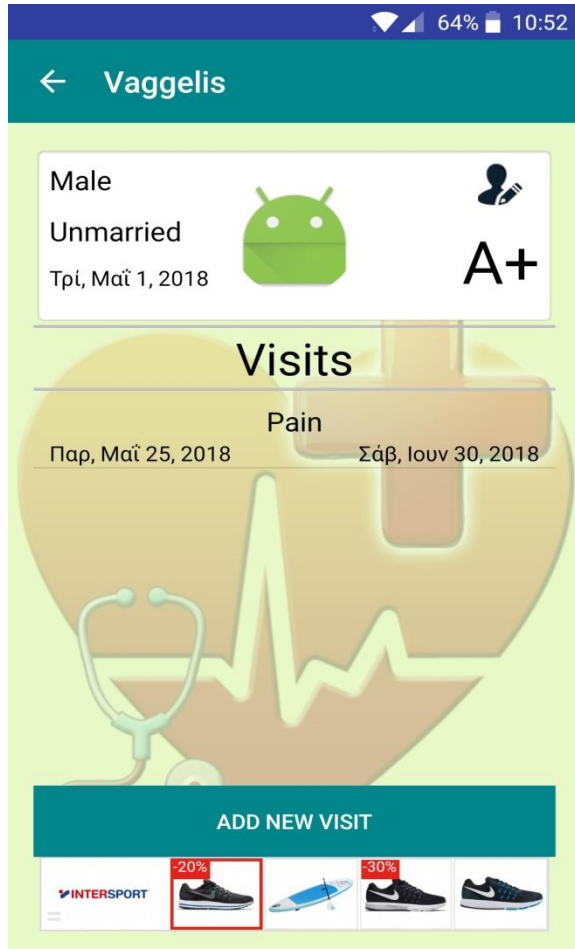 64% 10:52
Vaggelis
Male
Unmarried
Τρί, Μαΐ 1, 2018
A+
Visits
Pain
Παρ, Μαΐ 25, 2018 Σάβ, Ιουν 30, 2018
ADD NEW VISIT
-20% -30%
INTERSPORT